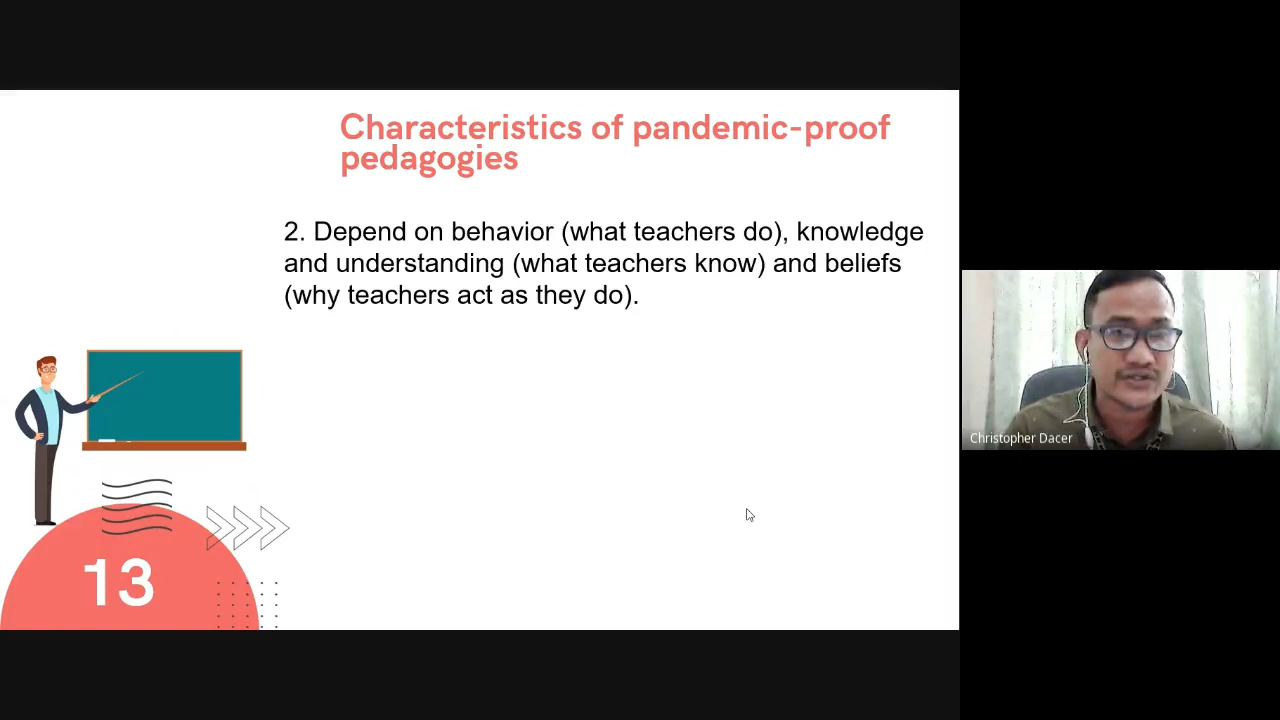 Characteristics of pandemic-proof
pedagogies
2. Depend on behavior (what teachers do), knowledge
and understanding (what teachers know) and beliefs
(why teachers act as they do).
13
Christopher Dacer